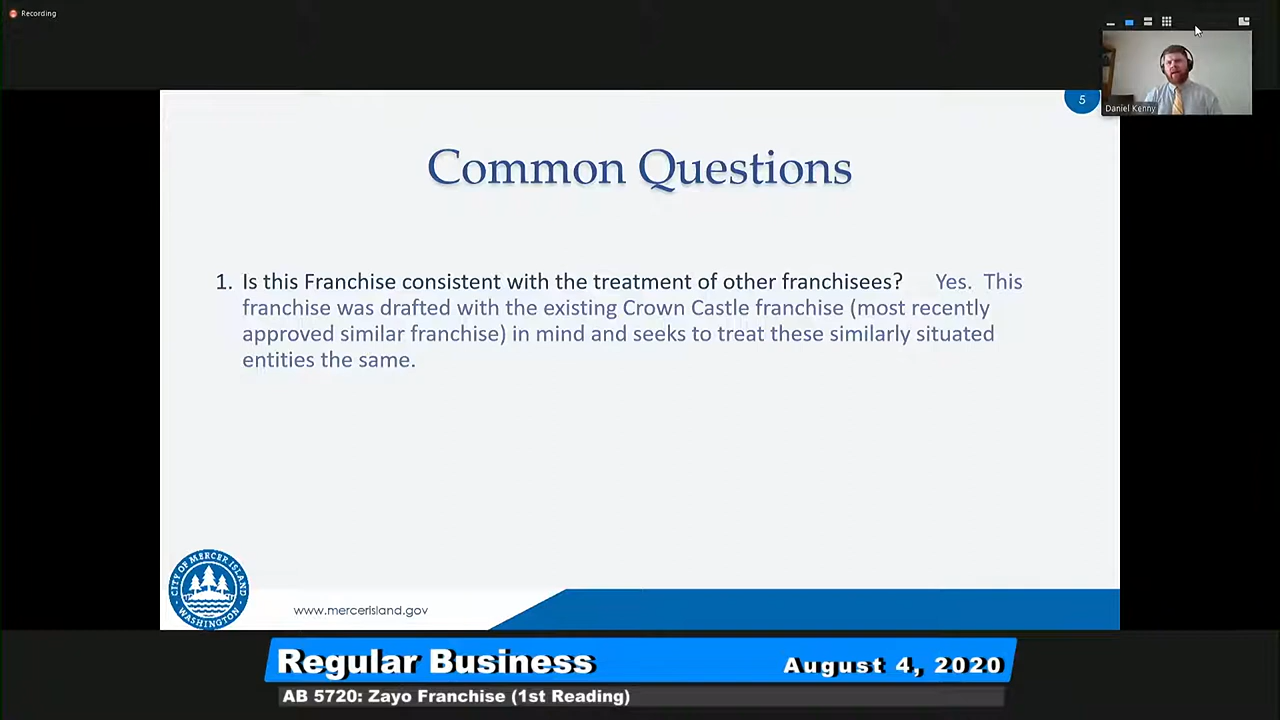 Recording
Daniel Kenny
5
Common Questions
1. Is this Franchise consistent with the treatment of other franchisees? Yes. This
franchise was drafted with the existing Crown Castle franchise (most recently
approved similar franchise) in mind and seeks to treat these similarly situated
entities the same.
CITY OF MERCER ISLAND
WASHINGTON
www.mercerisland.gov
Regular Business August 4, 2020
AB 5720: Zayo Franchise (1st Reading)